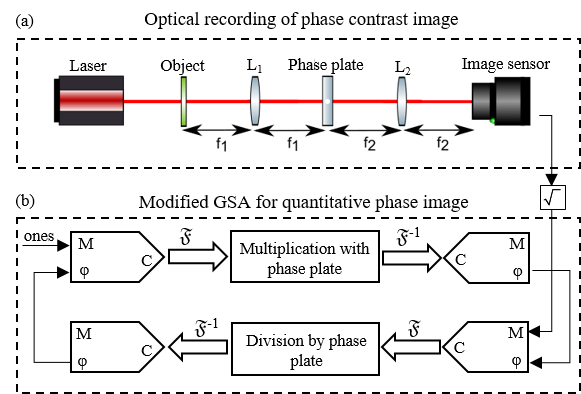 (a) Optical recording of phase contrast image
Laser Object L1 Phase plate L2 Image sensor
f1 f1 f2 f2
√
(b) Modified GSA for quantitative phase image
ones M φ C 𝔉 Multiplication with phase plate 𝔉-1 C M φ
M φ C 𝔉-1 Division by phase plate 𝔉 C M φ